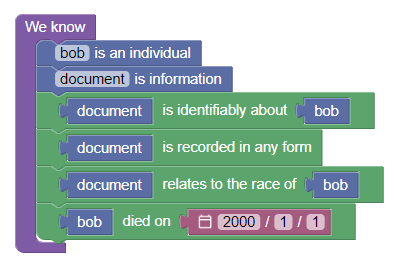 We know
bob is an individual
document is information
document is identifiably about bob
document is recorded in any form
document relates to the race of bob
bob died on 2000 / 1 / 1